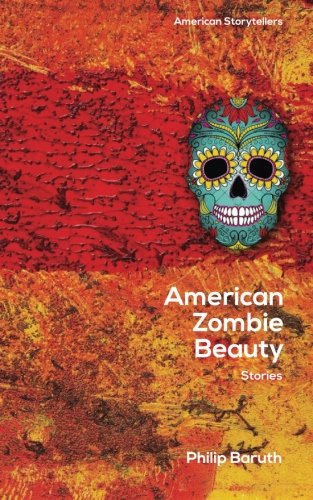 American Storytellers
American
Zombie
Beauty
Stories
Philip Baruth